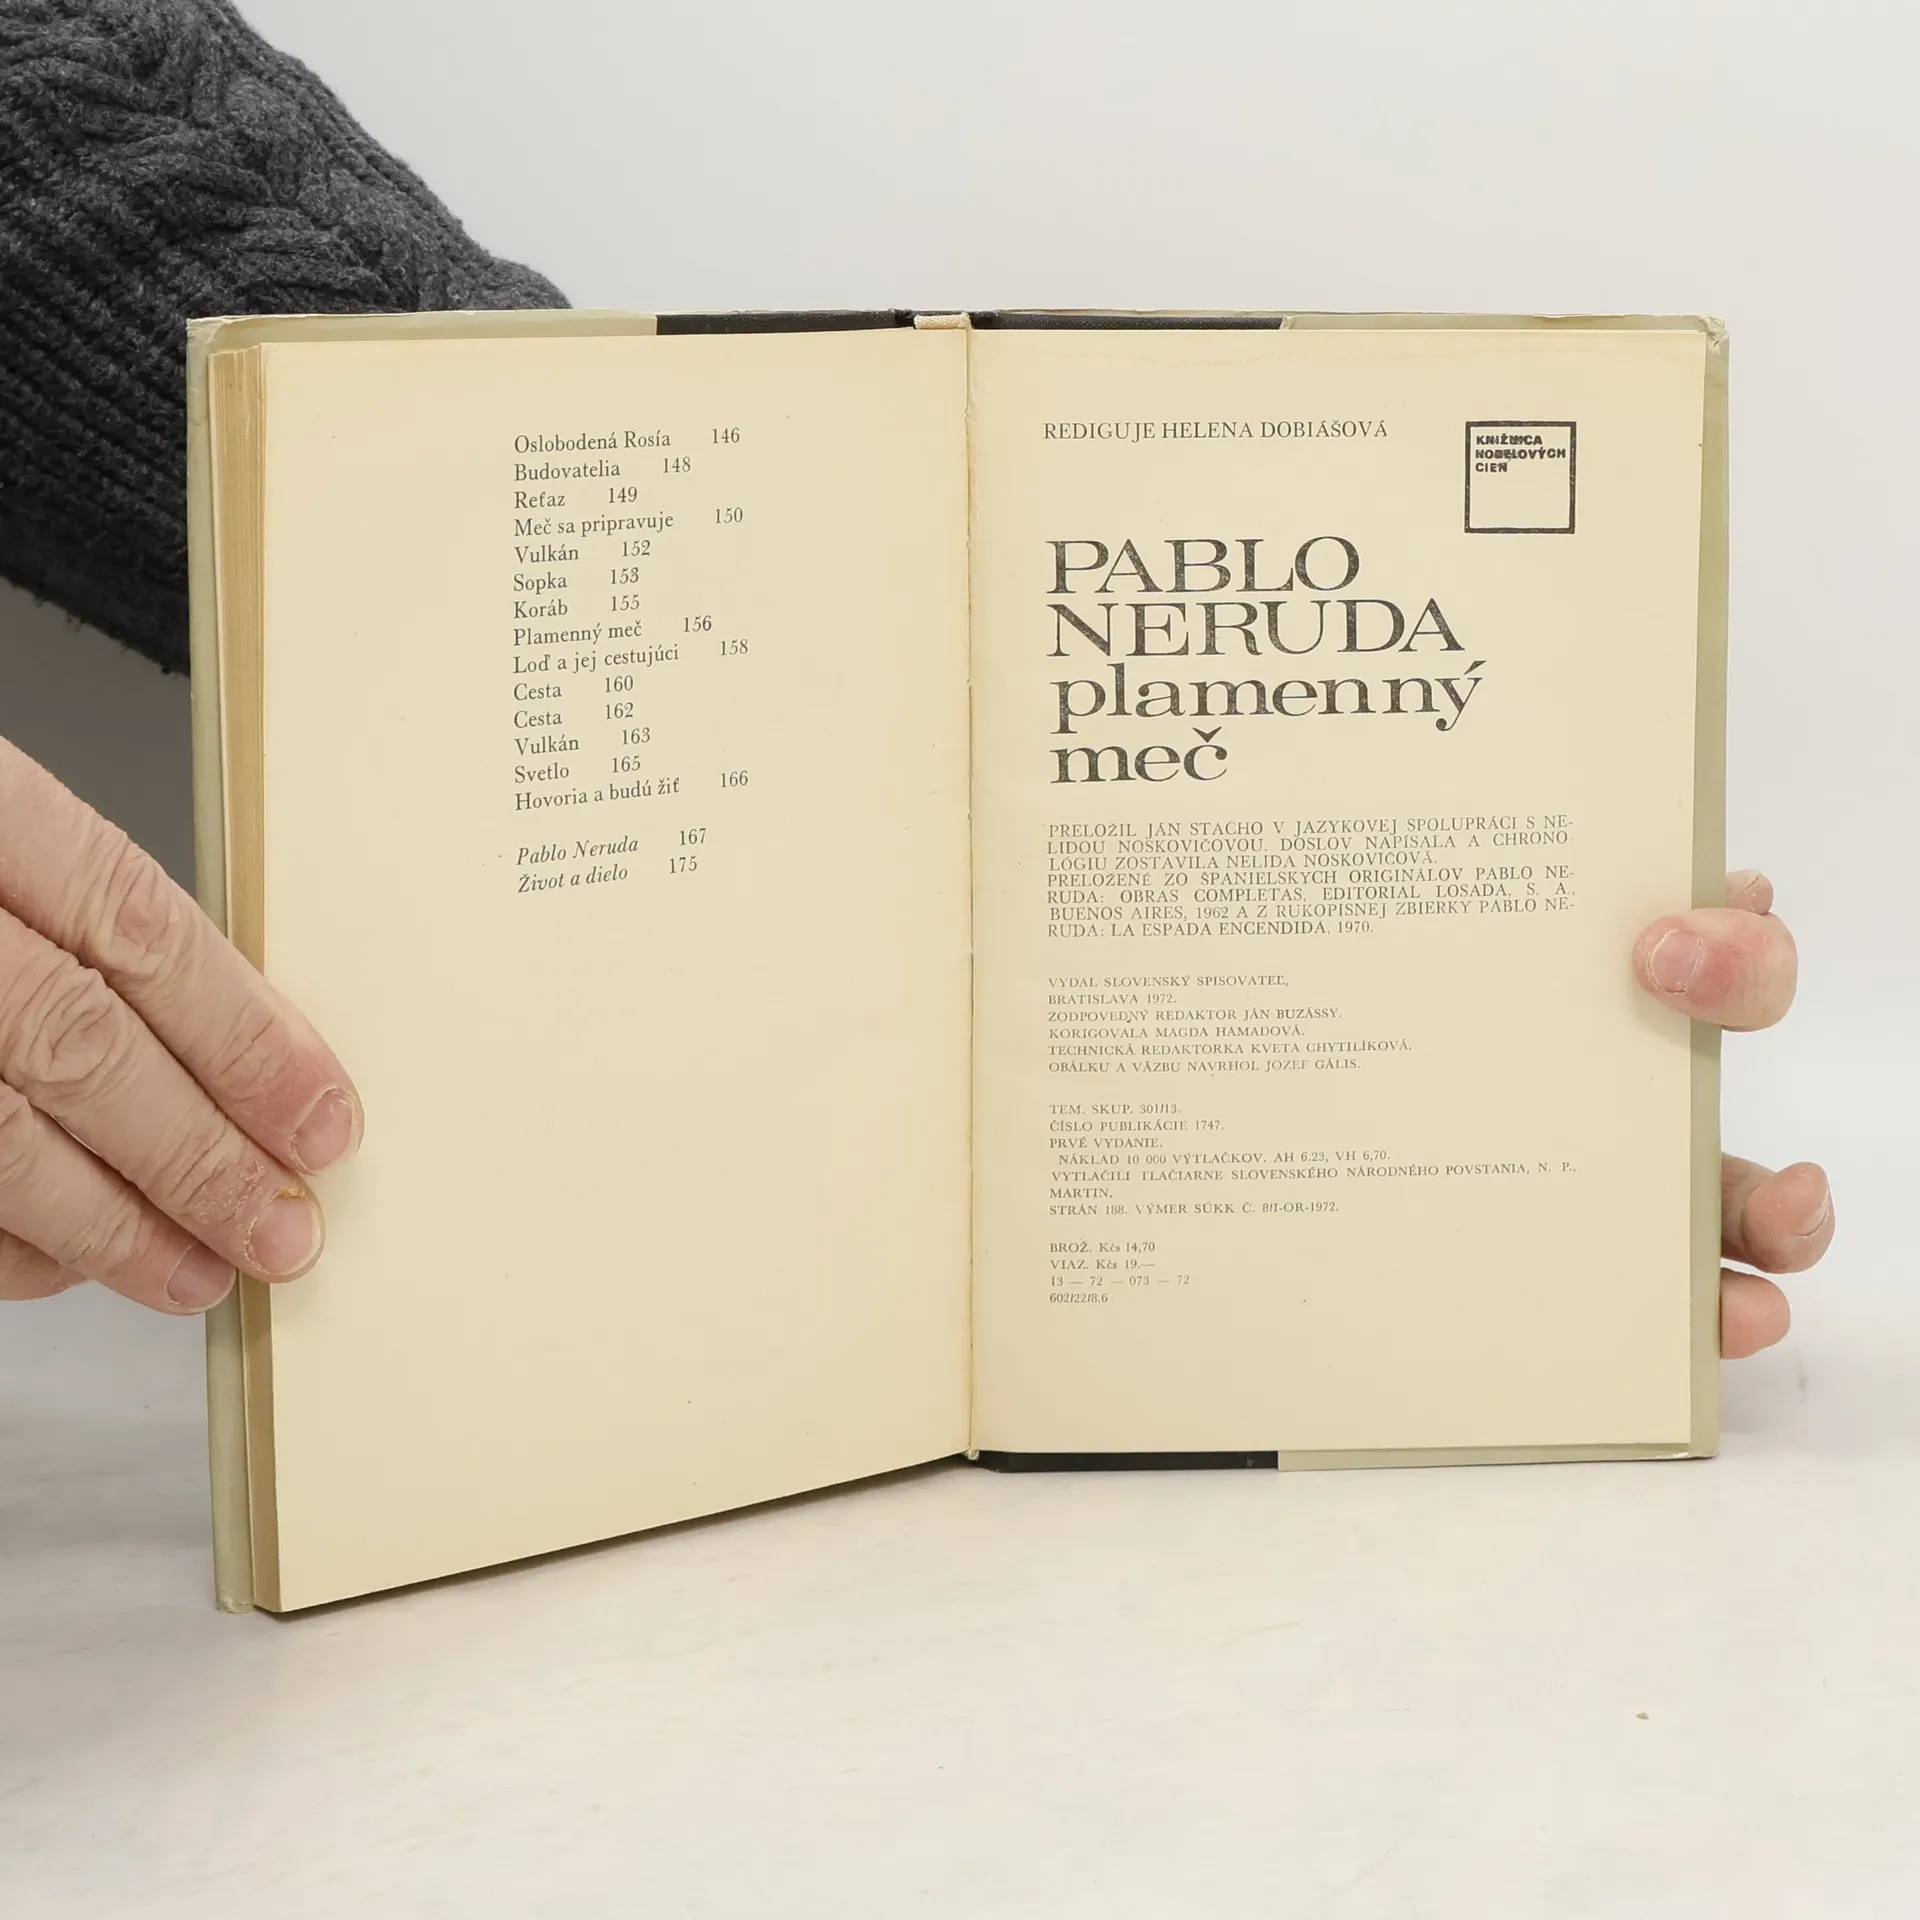 Oslobodená Rosía 146
Budovatelia 148
Reťaz 149
Meč sa pripravuje 150
Vulkán 152
Sopka 153
Koráb 155
Plamenný meč 156
Loď a jej cestujúci 158
Cesta 160
Cesta 162
Vulkán 163
Svetlo 165
Hovoria a budú žiť 166
Pablo Neruda 167
Život a dielo 175
REDIGUJE HELENA DOBIÁŠOVÁ
KNIŽNICA
NOBELOVÝCH
CIEN
PABLO
NERUDA
plamenný
meč
PRELOŽIL JÁN STACHO V JAZYKOVEJ SPOLUPRÁCI S NE-
LIDOU NOSKOVIČOVOU. DOSLOV NAPÍSALA A CHRONO
LÓGIU ZOSTAVILA NELIDA NOSKOVIČOVÁ.
PRELOŽENÉ ZO ŠPANIELSKYCH ORIGINÁLOV PABLO NE-
RUDA: OBRAS COMPLETAS, EDITORIAL LOSADA, S. A.,
BUENOS AIRES, 1962 A Z RUKOPISNEJ ZBIERKY PABLO NE-
RUDA: LA ESPADA ENCENDIDA, 1970.
VYDAL SLOVENSKÝ SPISOVATEĽ,
BRATISLAVA 1972.
ZODPOVEDNÝ REDAKTOR JÁN BUZÁSSY.
KORIGOVALA MAGDA HAMADOVÁ.
TECHNICKÁ REDAKTORKA KVETA CHYTILÍKOVÁ.
OBÁLKU A VÄZBU NAVRHOL JOZEF GÁLIS.
TEM. SKUP. 301/13.
ČÍSLO PUBLIKÁCIE 1747.
PRVÉ VYDANIE.
NÁKLAD 10 000 VÝTLAČKOV. AH 6.23, VH 6,70.
VYTLAČILI TLAČIARNE SLOVENSKÉHO NÁRODNÉHO POVSTANIA, N. P.,
MARTIN.
STRÁN 188. VÝMER SÚKK Č. 8/I-OR-1972.
BROŽ. Kčs 14,70
VIAZ. Kčs 19.—
13 — 72 — 073 — 72
602/22/8.6